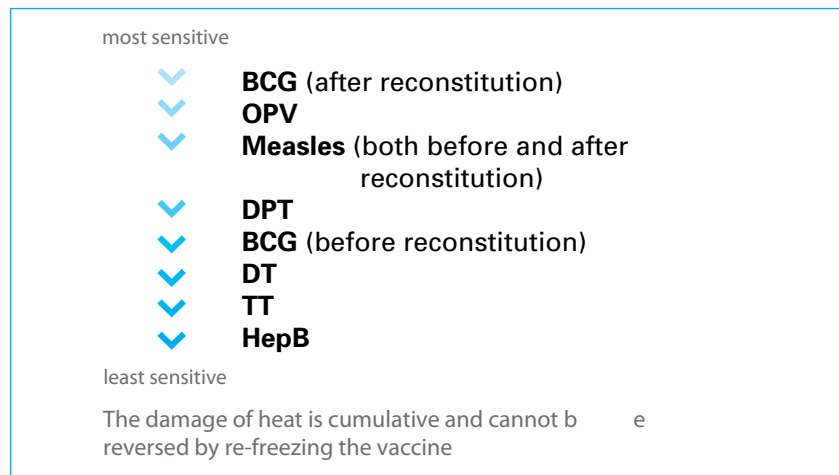 most sensitive
BCG (after reconstitution)
OPV
Measles (both before and after
reconstitution)
DPT
BCG (before reconstitution)
DT
TT
HepB
least sensitive
The damage of heat is cumulative and cannot b e
reversed by re-freezing the vaccine